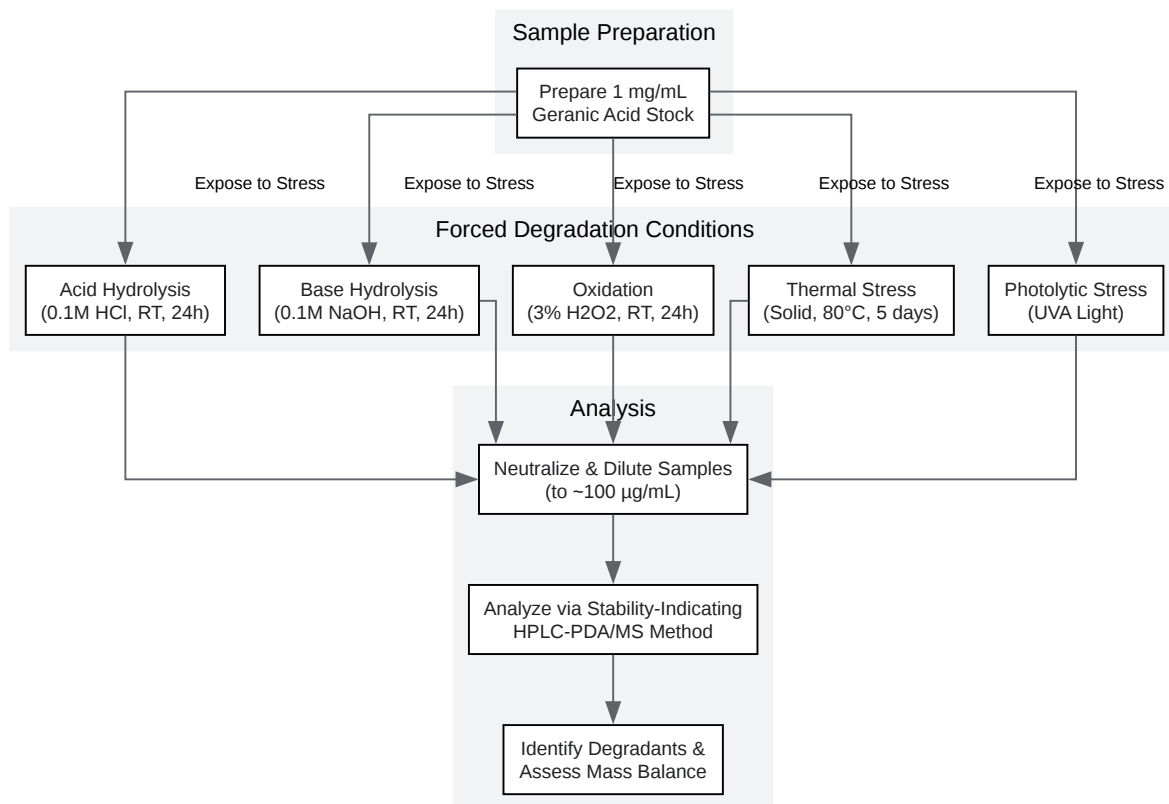 Sample Preparation
Prepare 1 mg/mL
Geranic Acid Stock
Expose to Stress
Expose to Stress
Expose to Stress
Expose to Stress
Expose to Stress
Forced Degradation Conditions
Acid Hydrolysis
(0.1M HCl, RT, 24h)
Base Hydrolysis
(0.1M NaOH, RT, 24h)
Oxidation
(3% H2O2, RT, 24h)
Thermal Stress
(Solid, 80°C, 5 days)
Photolytic Stress
(UVA Light)
Analysis
Neutralize & Dilute Samples
(to ~100 µg/mL)
Analyze via Stability-Indicating
HPLC-PDA/MS Method
Identify Degradants &
Assess Mass Balance